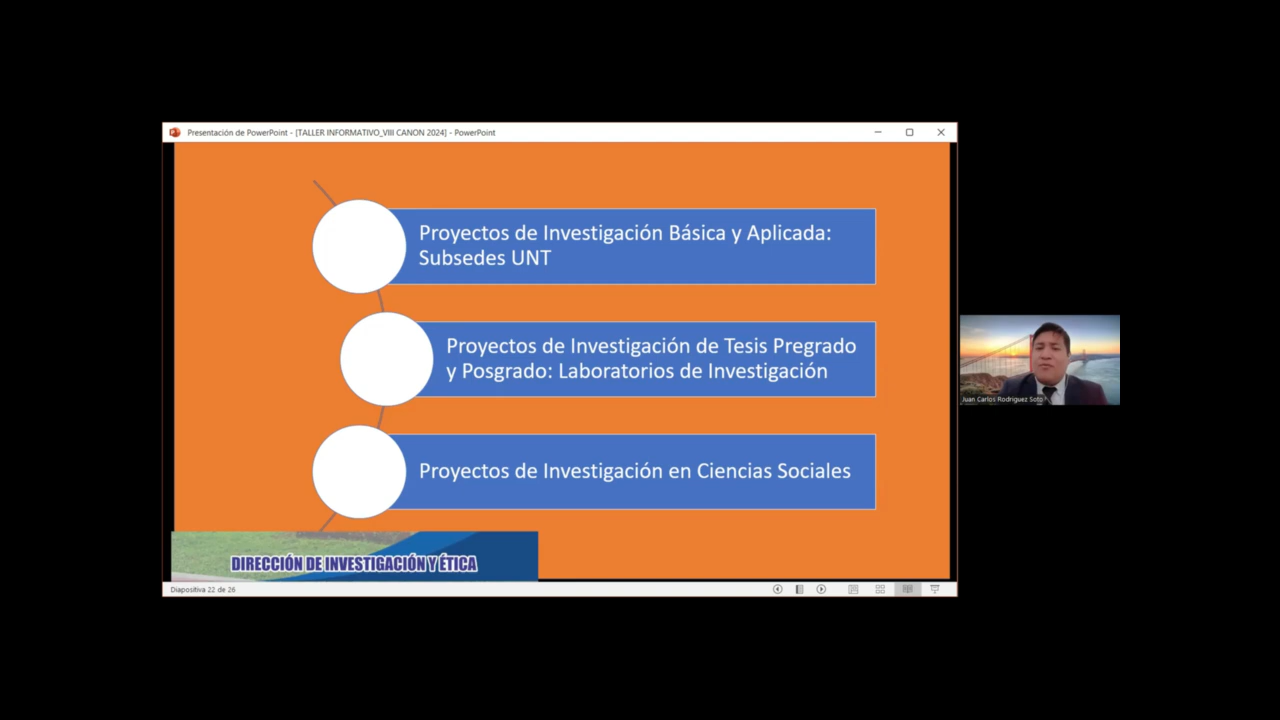 Presentación de PowerPoint - [TALLER INFORMATIVO_VIII CANON 2024] - PowerPoint
Proyectos de Investigación Básica y Aplicada:
Subsedes UNT
Proyectos de Investigación de Tesis Pregrado
y Posgrado: Laboratorios de Investigación
Proyectos de Investigación en Ciencias Sociales
DIRECCIÓN DE INVESTIGACIÓN Y ÉTICA
Diapositiva 22 de 26
Juan Carlos Rodriguez Soto